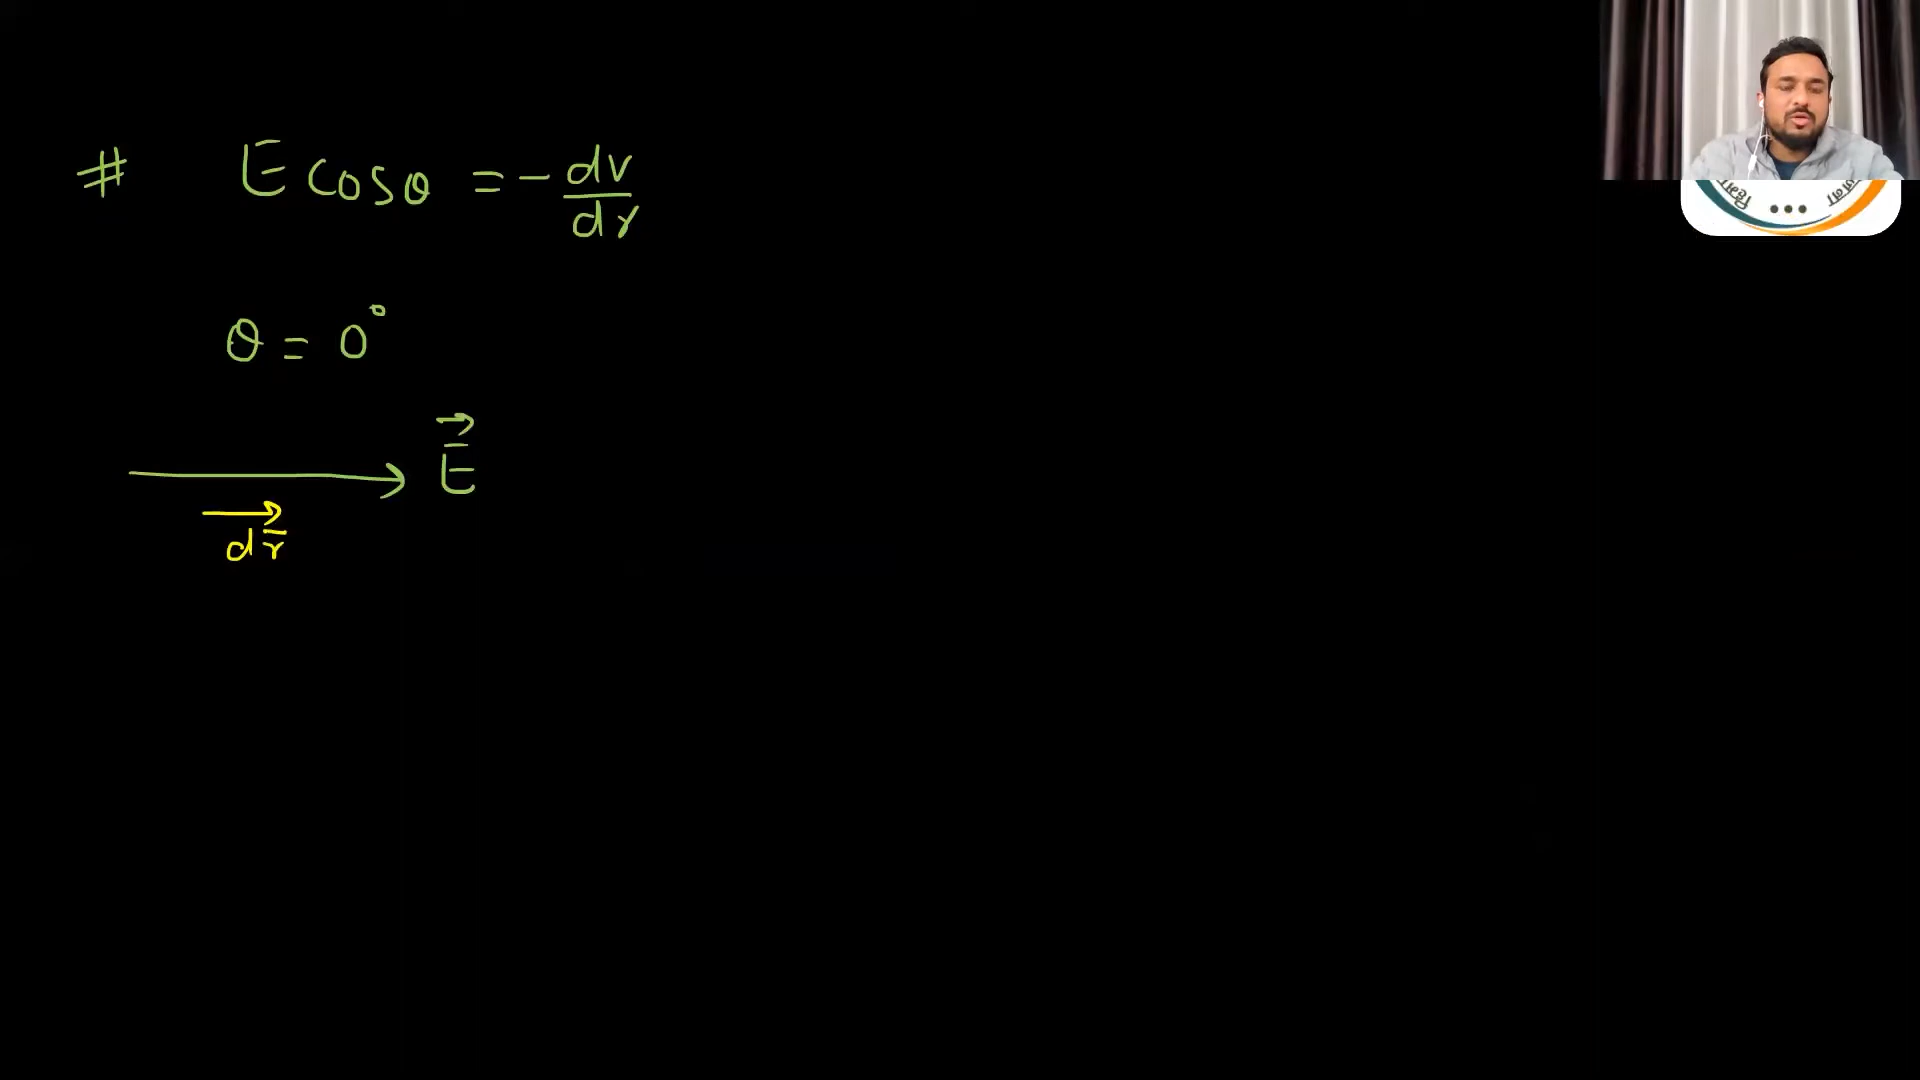 # E cosθ = - dv/dr
θ = 0°
→E
→dr